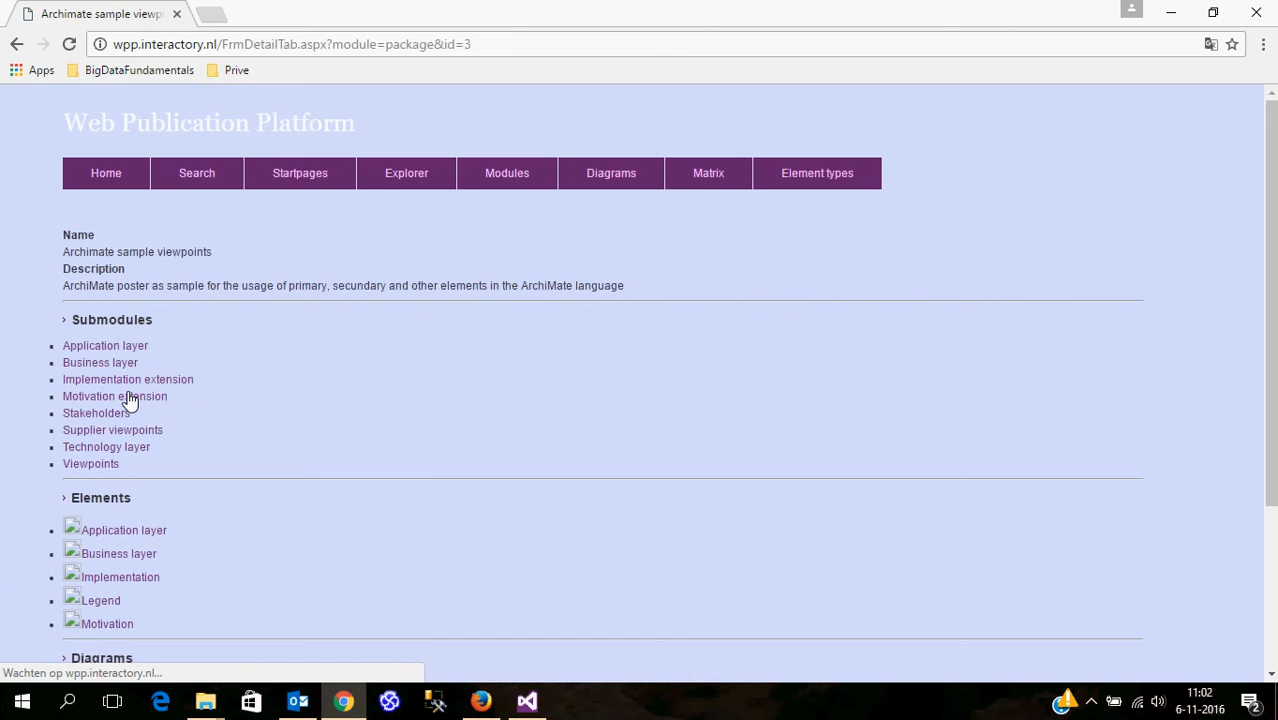 Archimate sample viewp
wpp.interactory.nl/FrmDetailTab.aspx?module=package&id=3
Apps BigDataFundamentals Prive
Web Publication Platform
Home Search Startpages Explorer Modules Diagrams Matrix Element types
Name
Archimate sample viewpoints
Description
ArchiMate poster as sample for the usage of primary, secundary and other elements in the ArchiMate language
Submodules
Application layer
Business layer
Implementation extension
Motivation extension
Stakeholders
Supplier viewpoints
Technology layer
Viewpoints
Elements
Application layer
Business layer
Implementation
Legend
Motivation
Diagrams
Wachten op wpp.interactory.nl...
11:02
6-11-2016
2